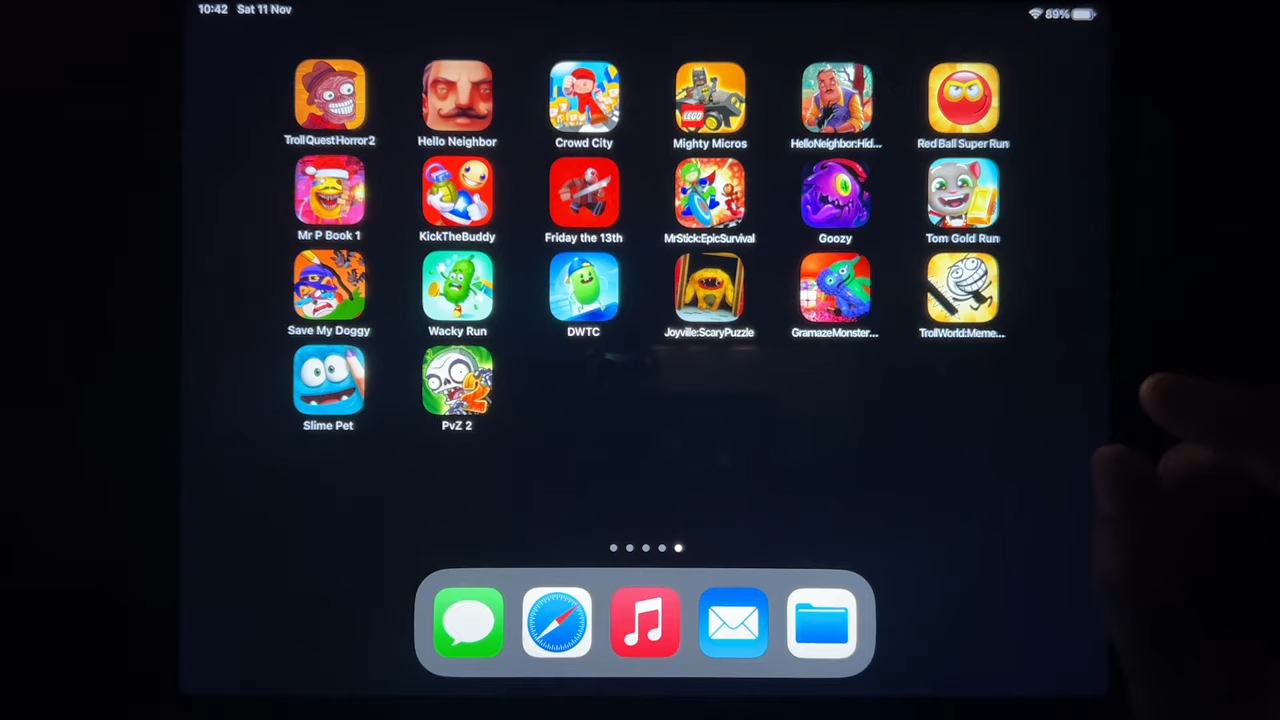 10:42 Sat 11 Nov
89%
TrollQuestHorror2
Hello Neighbor
Crowd City
LEGO
Mighty Micros
HelloNeighbor:Hid...
Red Ball Super Run
Mr P Book 1
KickTheBuddy
Friday the 13th
MrStick:EpicSurvival
Goozy
Tom Gold Run
Save My Doggy
Wacky Run
DWTC
Joyville:ScaryPuzzle
GramazeMonster...
TrollWorld:Meme...
Slime Pet
2
PvZ 2